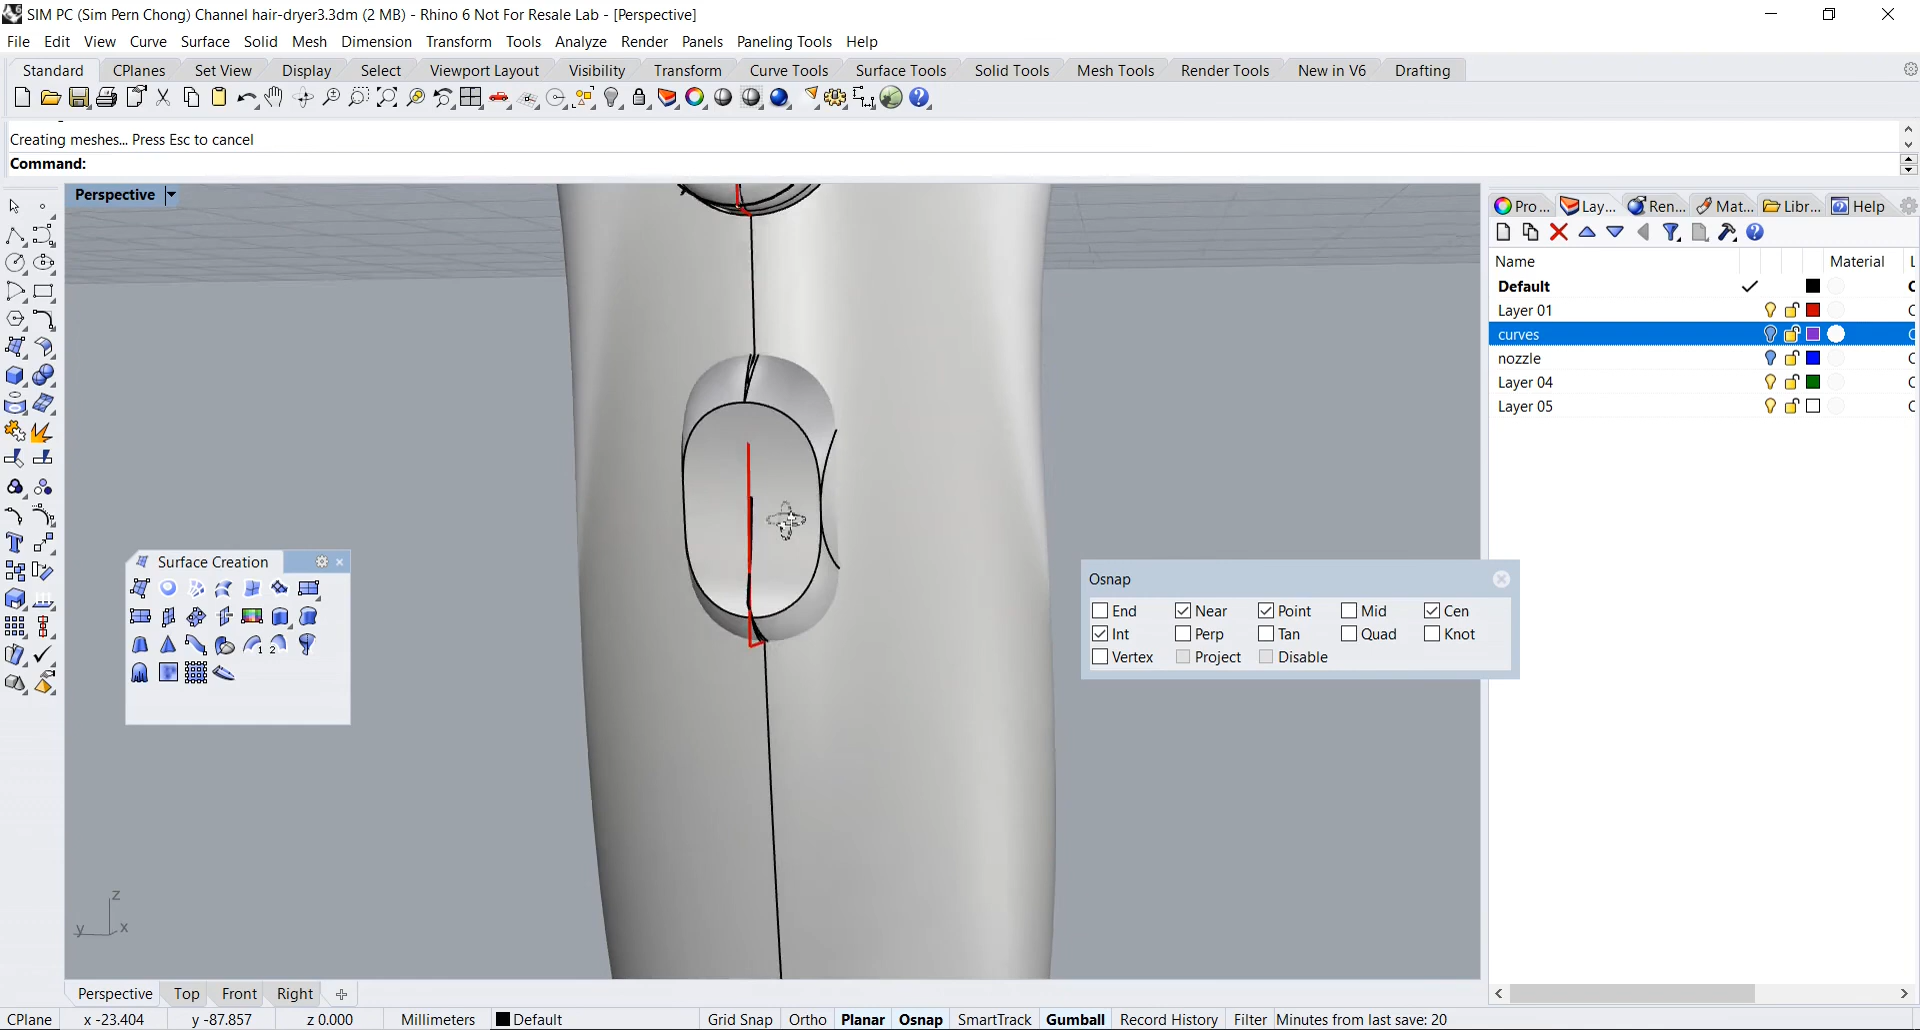 SIM PC (Sim Pern Chong) Channel hair-dryer3.3dm (2 MB) - Rhino 6 Not For Resale Lab - [Perspective]
File Edit View Curve Surface Solid Mesh Dimension Transform Tools Analyze Render Panels Paneling Tools Help
Standard CPlanes Set View Display Select Viewport Layout Visibility Transform Curve Tools Surface Tools Solid Tools Mesh Tools Render Tools New in V6 Drafting
Creating meshes... Press Esc to cancel
Command:
Perspective
Pro... Lay... Ren... Mat... Libr... Help
Name Material L
Default C
Layer 01 C
curves C
nozzle C
Layer 04 C
Layer 05 C
Surface Creation
1 2
Osnap
End Near Point Mid Cen
Int Perp Tan Quad Knot
Vertex Project Disable
z
y x
Perspective Top Front Right
CPlane x -23.404 y -87.857 z 0.000 Millimeters Default Grid Snap Ortho Planar Osnap SmartTrack Gumball Record History Filter Minutes from last save: 20